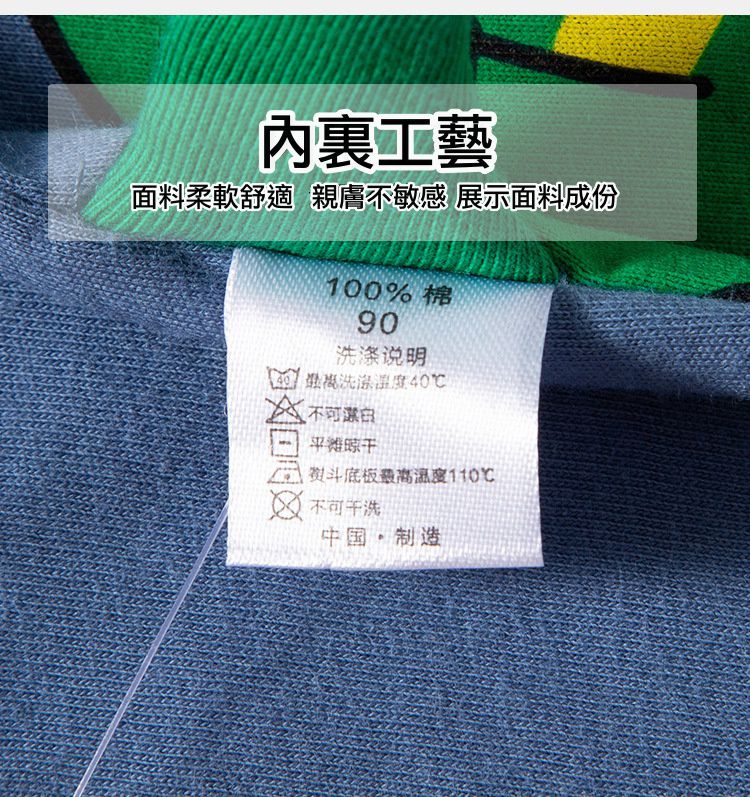 內裏工藝
面料柔軟舒適 親膚不敏感 展示面料成份
100% 棉
90
洗涤说明
40 最高洗涤温度40℃
不可漂白
平摊晾干
熨斗底板最高温度110℃
不可干洗
中国·制造